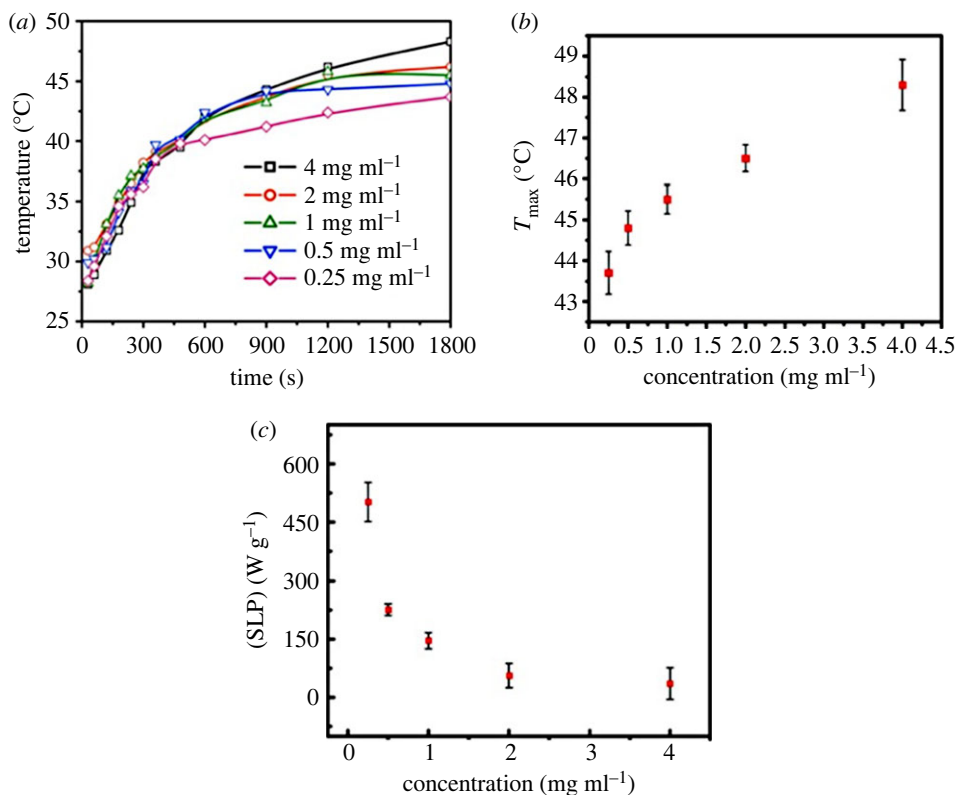 (a)
50
45
40
35
30
25
temperature (°C)
4 mg ml⁻¹
2 mg ml⁻¹
1 mg ml⁻¹
0.5 mg ml⁻¹
0.25 mg ml⁻¹
0 300 600 900 1200 1500 1800
time (s)
(b)
49
48
47
46
45
44
43
Tmax (°C)
0 0.5 1.0 1.5 2.0 2.5 3.0 3.5 4.0 4.5
concentration (mg ml⁻¹)
(c)
600
450
300
150
0
(SLP) (W g⁻¹)
0 1 2 3 4
concentration (mg ml⁻¹)